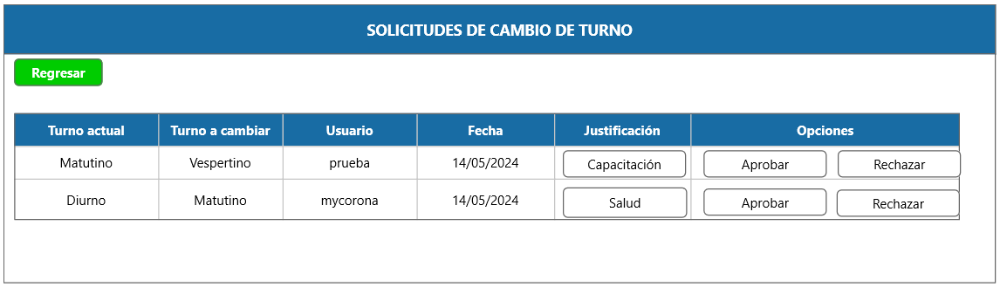 SOLICITUDES DE CAMBIO DE TURNO
Regresar
Turno actual Turno a cambiar Usuario Fecha Justificación Opciones
Matutino Vespertino prueba 14/05/2024 Capacitación Aprobar Rechazar
Diurno Matutino mycorona 14/05/2024 Salud Aprobar Rechazar